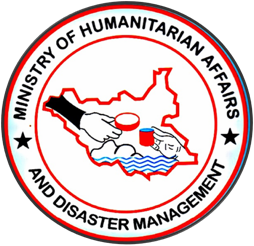 MINISTRY OF HUMANITARIAN AFFAIRS
AND DISASTER MANAGEMENT